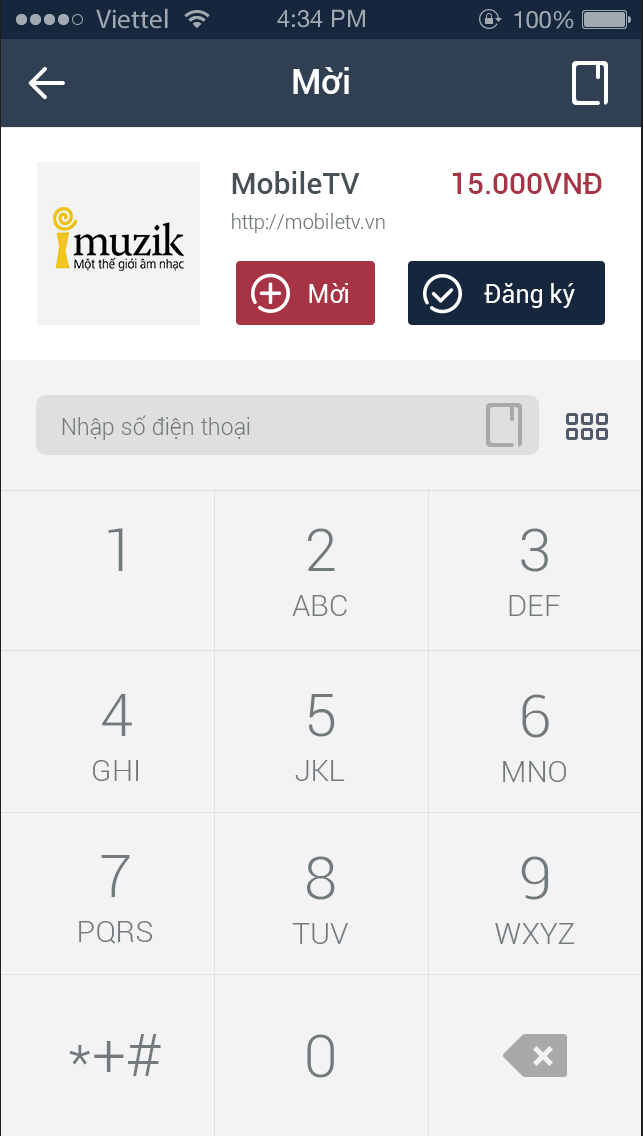 Viettel 4:34 PM 100%
Mời
MobileTV 15.000VNĐ
http://mobiletv.vn
imuzik
Một thế giới âm nhạc
Mời Đăng ký
Nhập số điện thoại
1 2 3
ABC DEF
4 5 6
GHI JKL MNO
7 8 9
PQRS TUV WXYZ
*+# 0